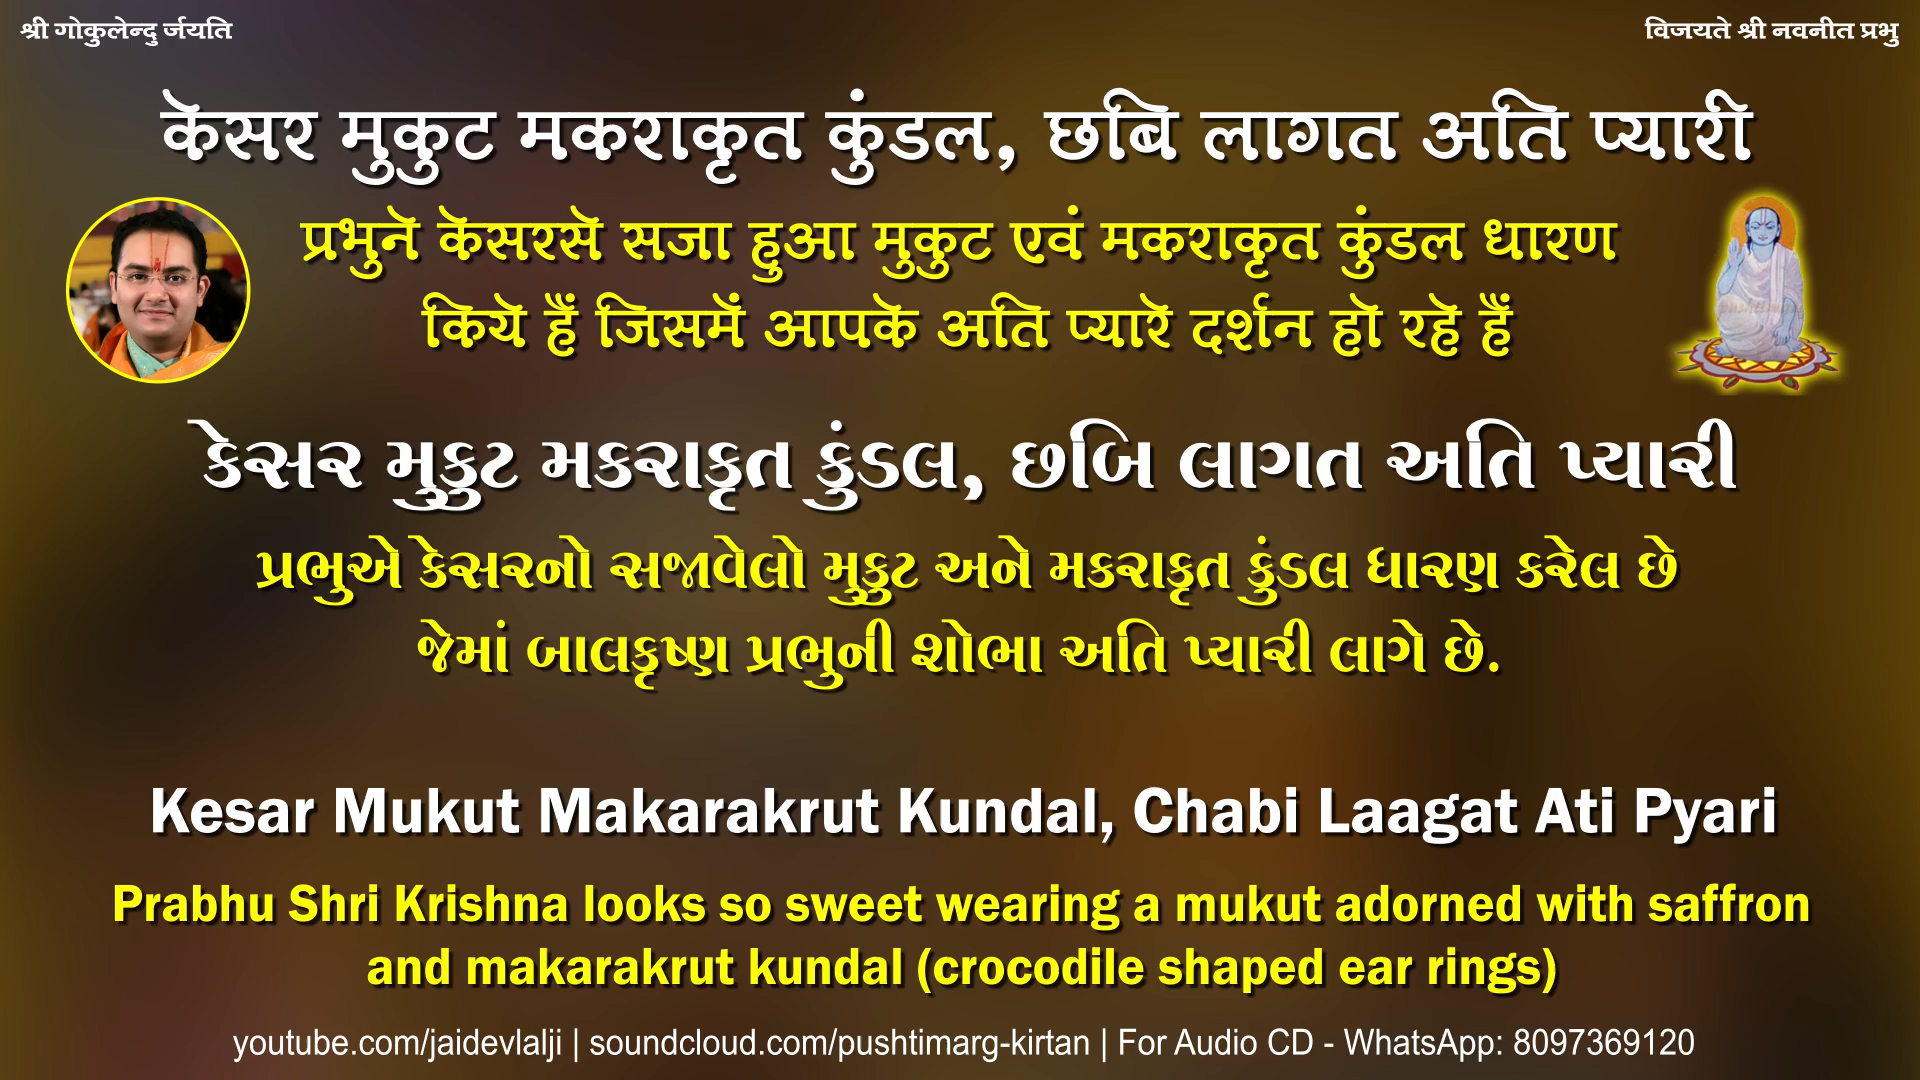 श्री गोकुलेन्दु र्जयति
विजयते श्री नवनीत प्रभु
कॆसर मुकुट मकराकृत कुंडल, छबि लागत अति प्यारी
प्रभुनॆ कॆसरसॆ सजा हुआ मुकुट एवं मकराकृत कुंडल धारण
कियॆ हैं जिसमॆं आपकॆ अति प्यारॆ दर्शन हॊ रहॆ हैं
કેસર મુકુટ મકરાકૃત કુંડલ, છબિ લાગત અતિ પ્યારી
પ્રભુએ કેસરનો સજાવેલો મુકુટ અને મકરાકૃત કુંડલ ધારણ કરેલ છે
જેમાં બાલકૃષ્ણ પ્રભુની શોભા અતિ પ્યારી લાગે છે.
Kesar Mukut Makarakrut Kundal, Chabi Laagat Ati Pyari
Prabhu Shri Krishna looks so sweet wearing a mukut adorned with saffron
and makarakrut kundal (crocodile shaped ear rings)
youtube.com/jaidevlalji | soundcloud.com/pushtimarg-kirtan | For Audio CD - WhatsApp: 8097369120